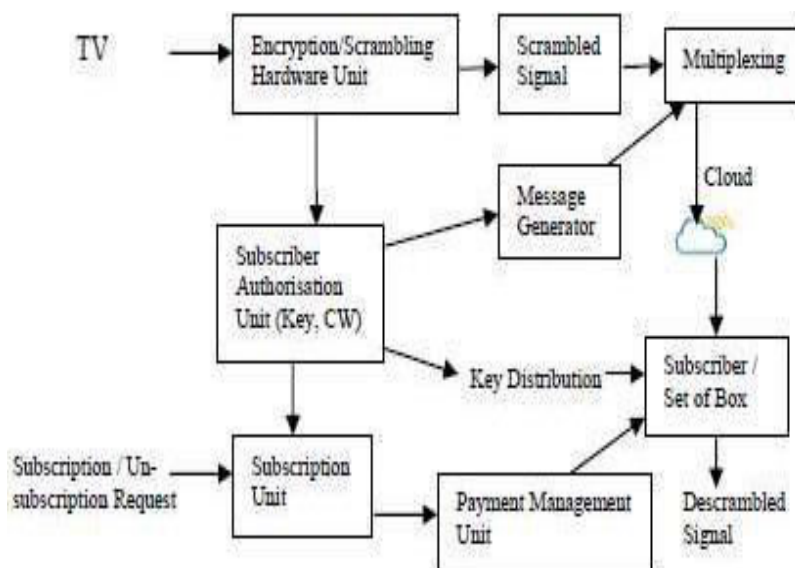 TV
Encryption/Scrambling
Hardware Unit
Scrambled
Signal
Multiplexing
Message
Generator
Cloud
Subscriber
Authorisation
Unit (Key, CW)
Key Distribution
Subscriber /
Set of Box
Subscription / Un-
subscription Request
Subscription
Unit
Payment Management
Unit
Descrambled
Signal